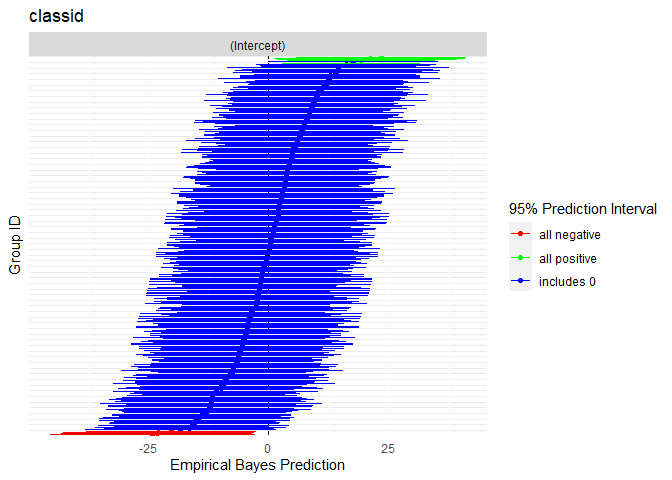 classid
(Intercept)
Group ID
-25
0
25
Empirical Bayes Prediction
95% Prediction Interval
all negative
all positive
includes 0